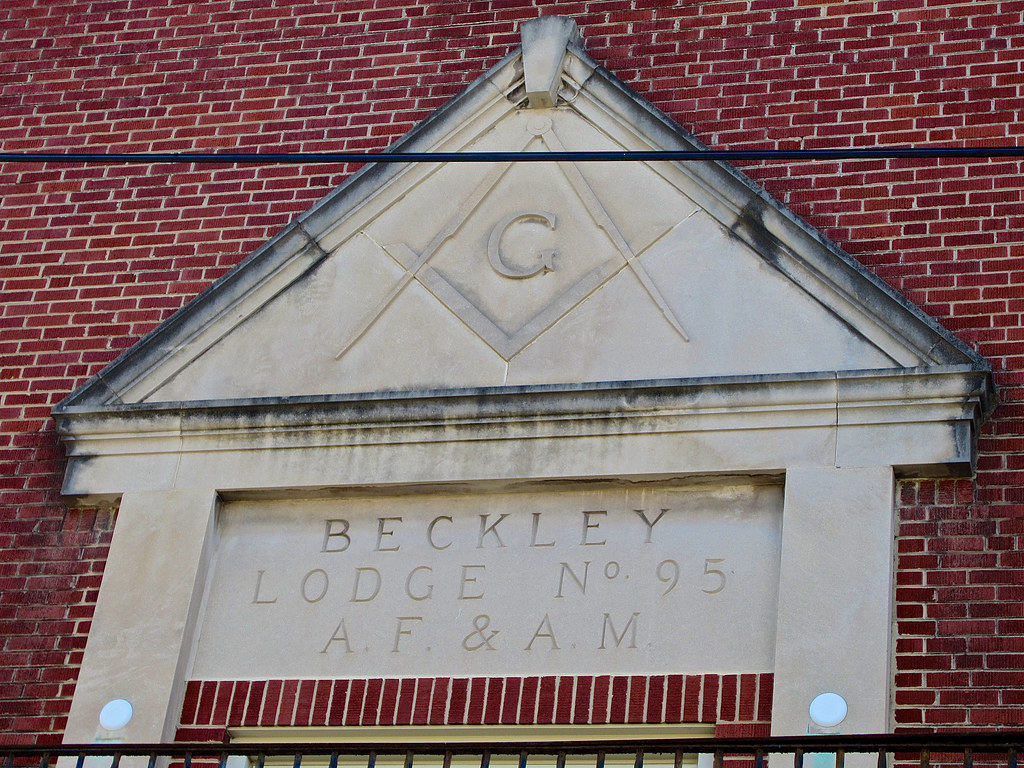 G
BECKLEY
LODGE Nº. 95
A. F. & A. M.